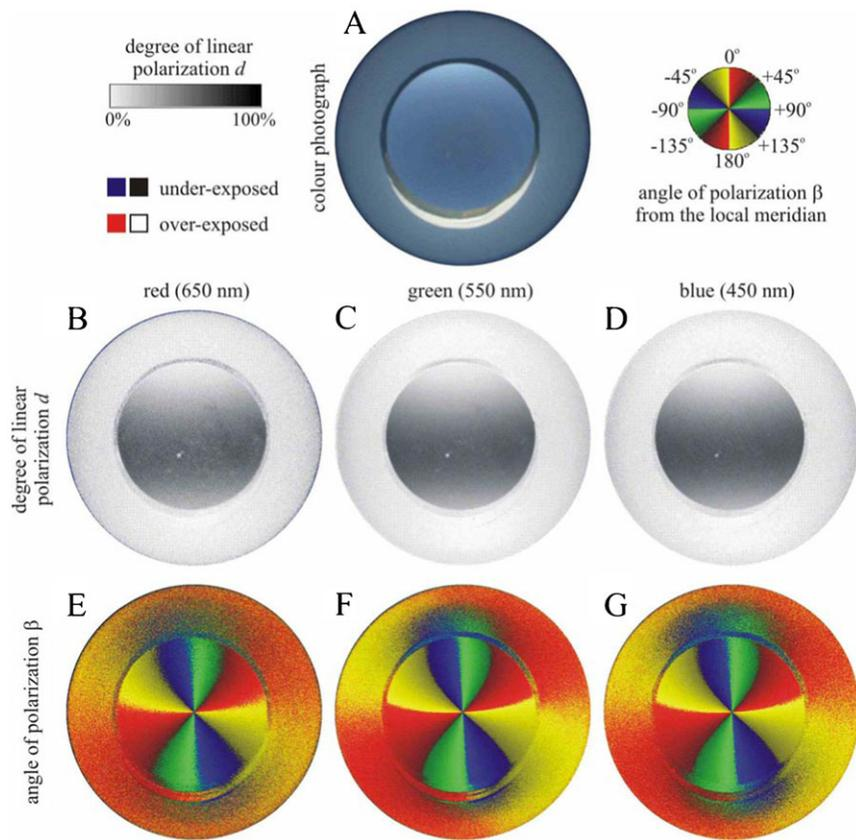 A
degree of linear
polarization d
0%
100%
under-exposed
over-exposed
colour photograph
0°
-45°
+45°
-90°
+90°
-135°
+135°
180°
angle of polarization β
from the local meridian
red (650 nm)
green (550 nm)
blue (450 nm)
B
C
D
degree of linear
polarization d
E
F
G
angle of polarization β